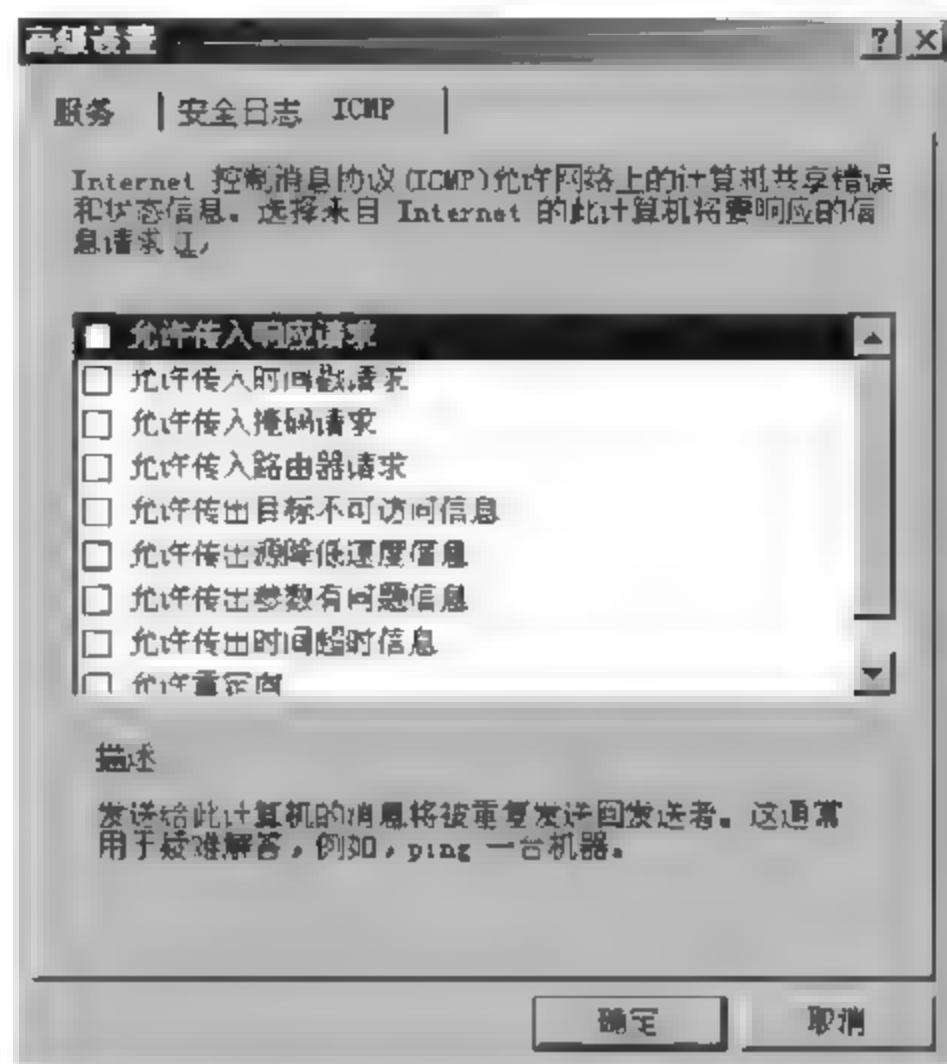 高级设置
服务 安全日志 ICMP
Internet 控制消息协议(ICMP)允许网络上的计算机共享错误
和状态信息。选择来自 Internet 的此计算机将要响应的信
息请求 I,
允许传入响应请求
允许传入时间戳请求
允许传入掩码请求
允许传入路由器请求
允许传出目标不可访问信息
允许传出源降低速度信息
允许传出参数有问题信息
允许传出时间超时信息
允许重定向
描述
发送给此计算机的消息将被重复发送回发送者。这通常
用于疑难解答,例如,ping 一台机器。
确定 取消